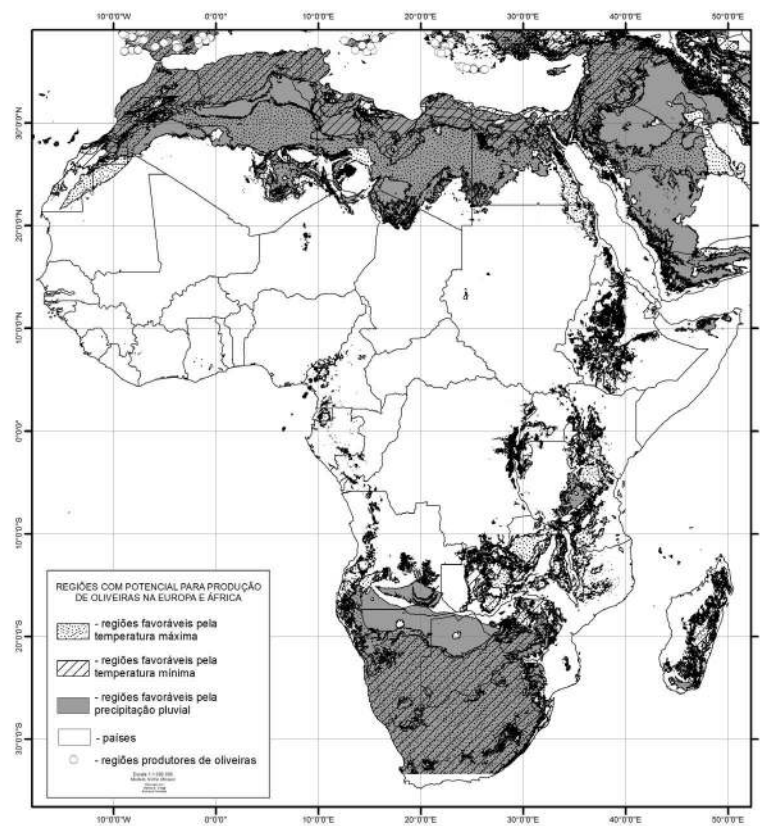 10°0'0"W
0°0'0"
10°0'0"E
20°0'0"E
30°0'0"E
40°0'0"E
50°0'0"E
30°0'0"N
20°0'0"N
10°0'0"N
0°0'0"
10°0'0"S
20°0'0"S
30°0'0"S
REGIÕES COM POTENCIAL PARA PRODUÇÃO
DE OLIVEIRAS NA EUROPA E ÁFRICA
- regiões favoráveis pela
temperatura máxima
- regiões favoráveis pela
temperatura mínima
- regiões favoráveis pela
precipitação pluvial
- países
- regiões produtores de oliveiras
10°0'0"W
0°0'0"
10°0'0"E
20°0'0"E
30°0'0"E
40°0'0"E
50°0'0"E